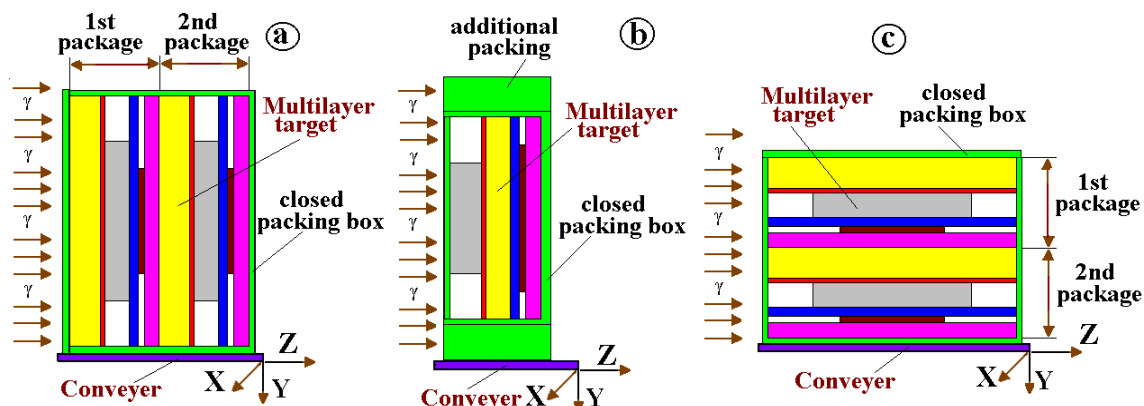 1st
package
2nd
package
a
γ
γ
γ
γ
γ
γ
Multilayer
target
closed
packing box
Conveyer
X
Y
Z
additional
packing
b
γ
γ
γ
γ
γ
γ
Multilayer
target
closed
packing box
Conveyer
X
Y
Z
c
Multilayer
target
closed
packing box
γ
γ
γ
γ
1st
package
2nd
package
Conveyer
X
Y
Z